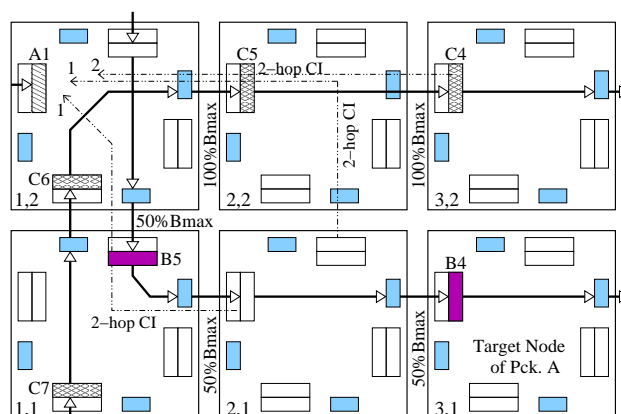 A1
1
2
1
C5
2−hop CI
C4
2−hop CI
100%Bmax
100%Bmax
C6
1,2
2,2
3,2
50%Bmax
B5
B4
2−hop CI
50%Bmax
50%Bmax
Target Node
of Pck. A
C7
1,1
2,1
3,1